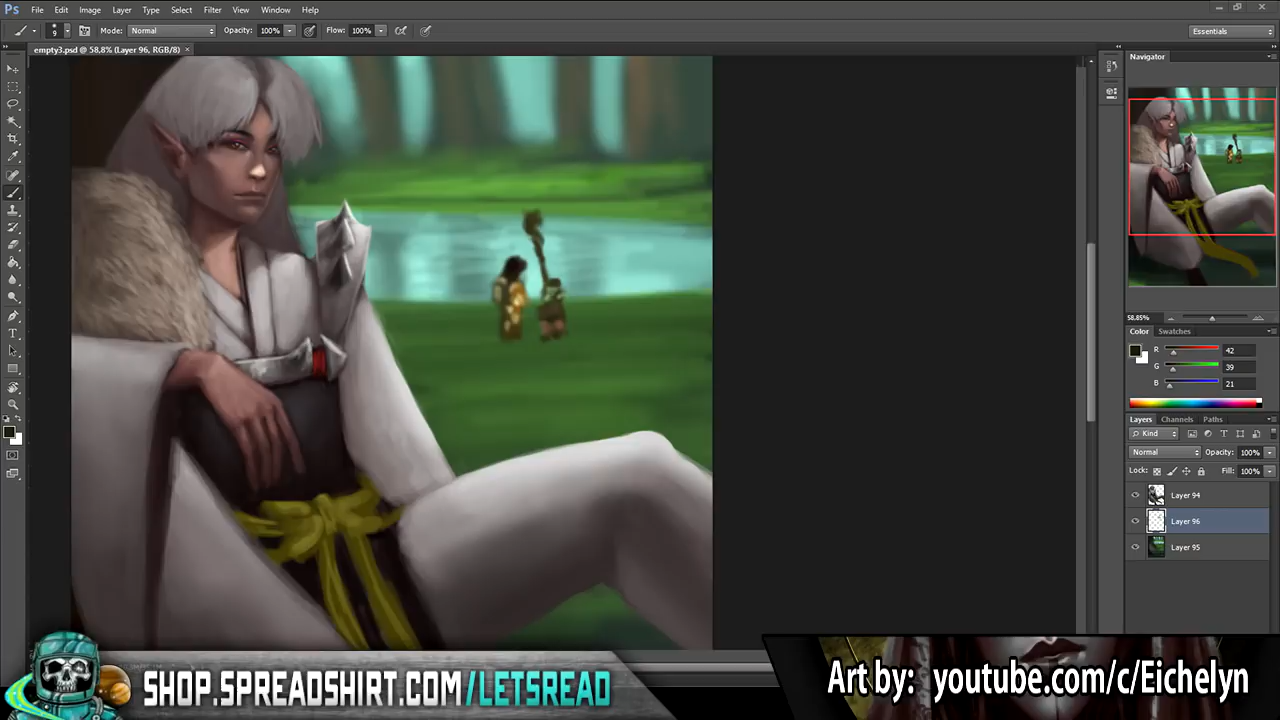 Ps File Edit Image Layer Type Select Filter 3D View Window Help
9 Mode: Normal Opacity: 100% Flow: 100% Essentials
empty3.psd @ 58,8% (Layer 96, RGB/8) ×
Navigator
58.85%
Color Swatches
R 42
G 39
B 21
Layers Channels Paths
Kind
Normal Opacity: 100%
Lock: Fill: 100%
Layer 94
Layer 96
Layer 95
SHOP.SPREADSHIRT.COM/LETSREAD
Art by: youtube.com/c/Eichelyn